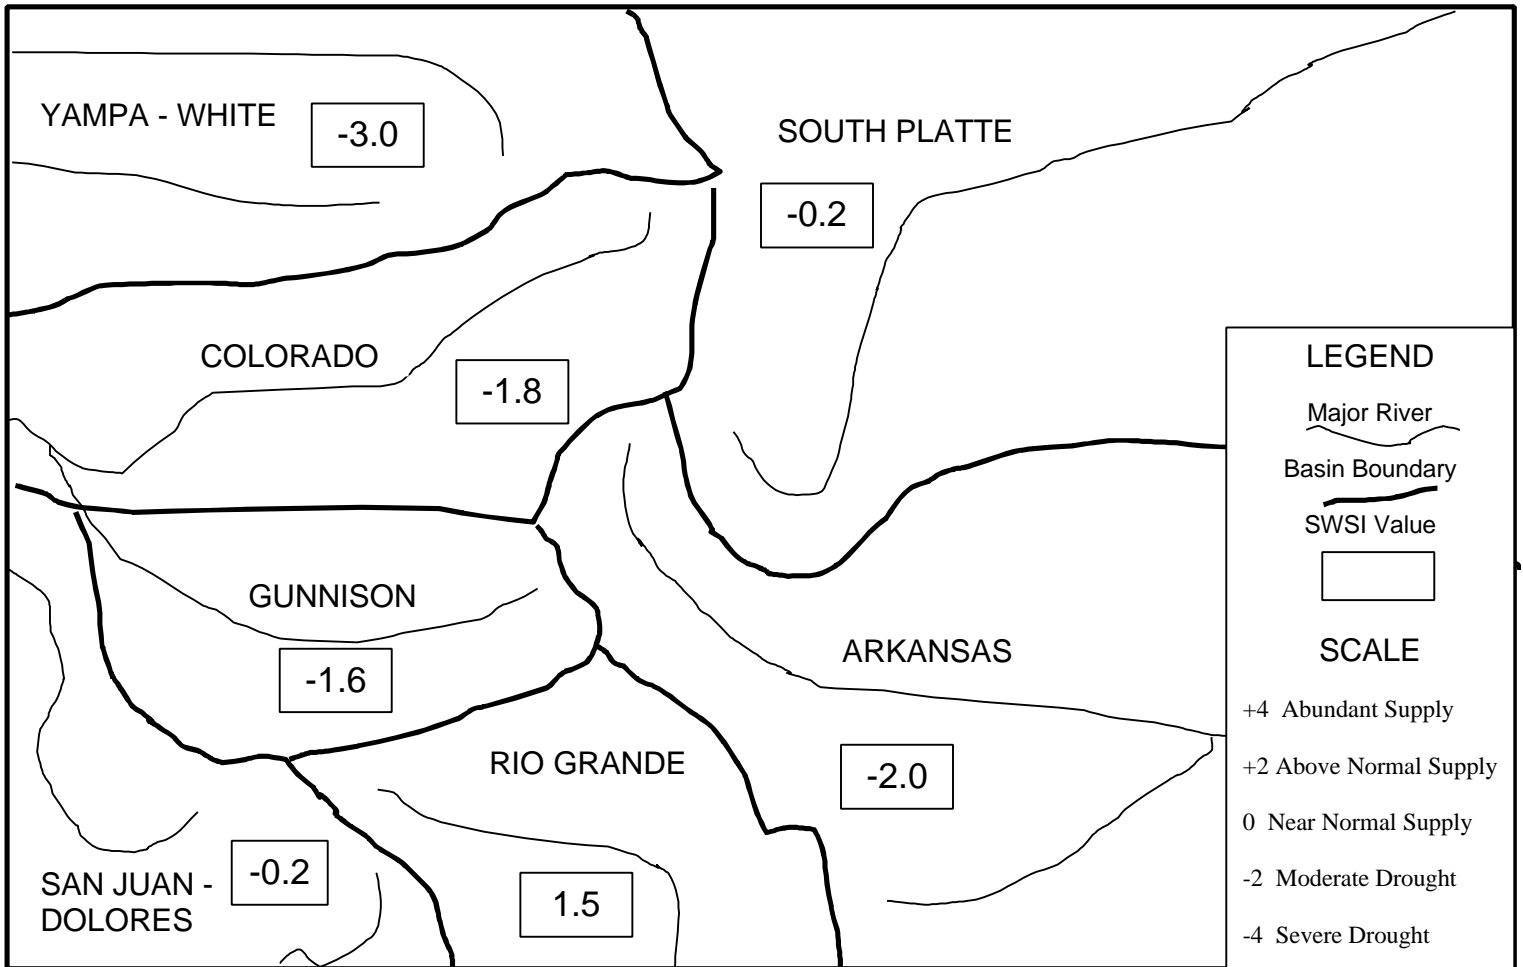 YAMPA - WHITE
-3.0
SOUTH PLATTE
-0.2
COLORADO
-1.8
GUNNISON
-1.6
ARKANSAS
-2.0
RIO GRANDE
1.5
SAN JUAN -
DOLORES
-0.2
LEGEND
Major River
Basin Boundary
SWSI Value
SCALE
+4 Abundant Supply
+2 Above Normal Supply
0 Near Normal Supply
-2 Moderate Drought
-4 Severe Drought